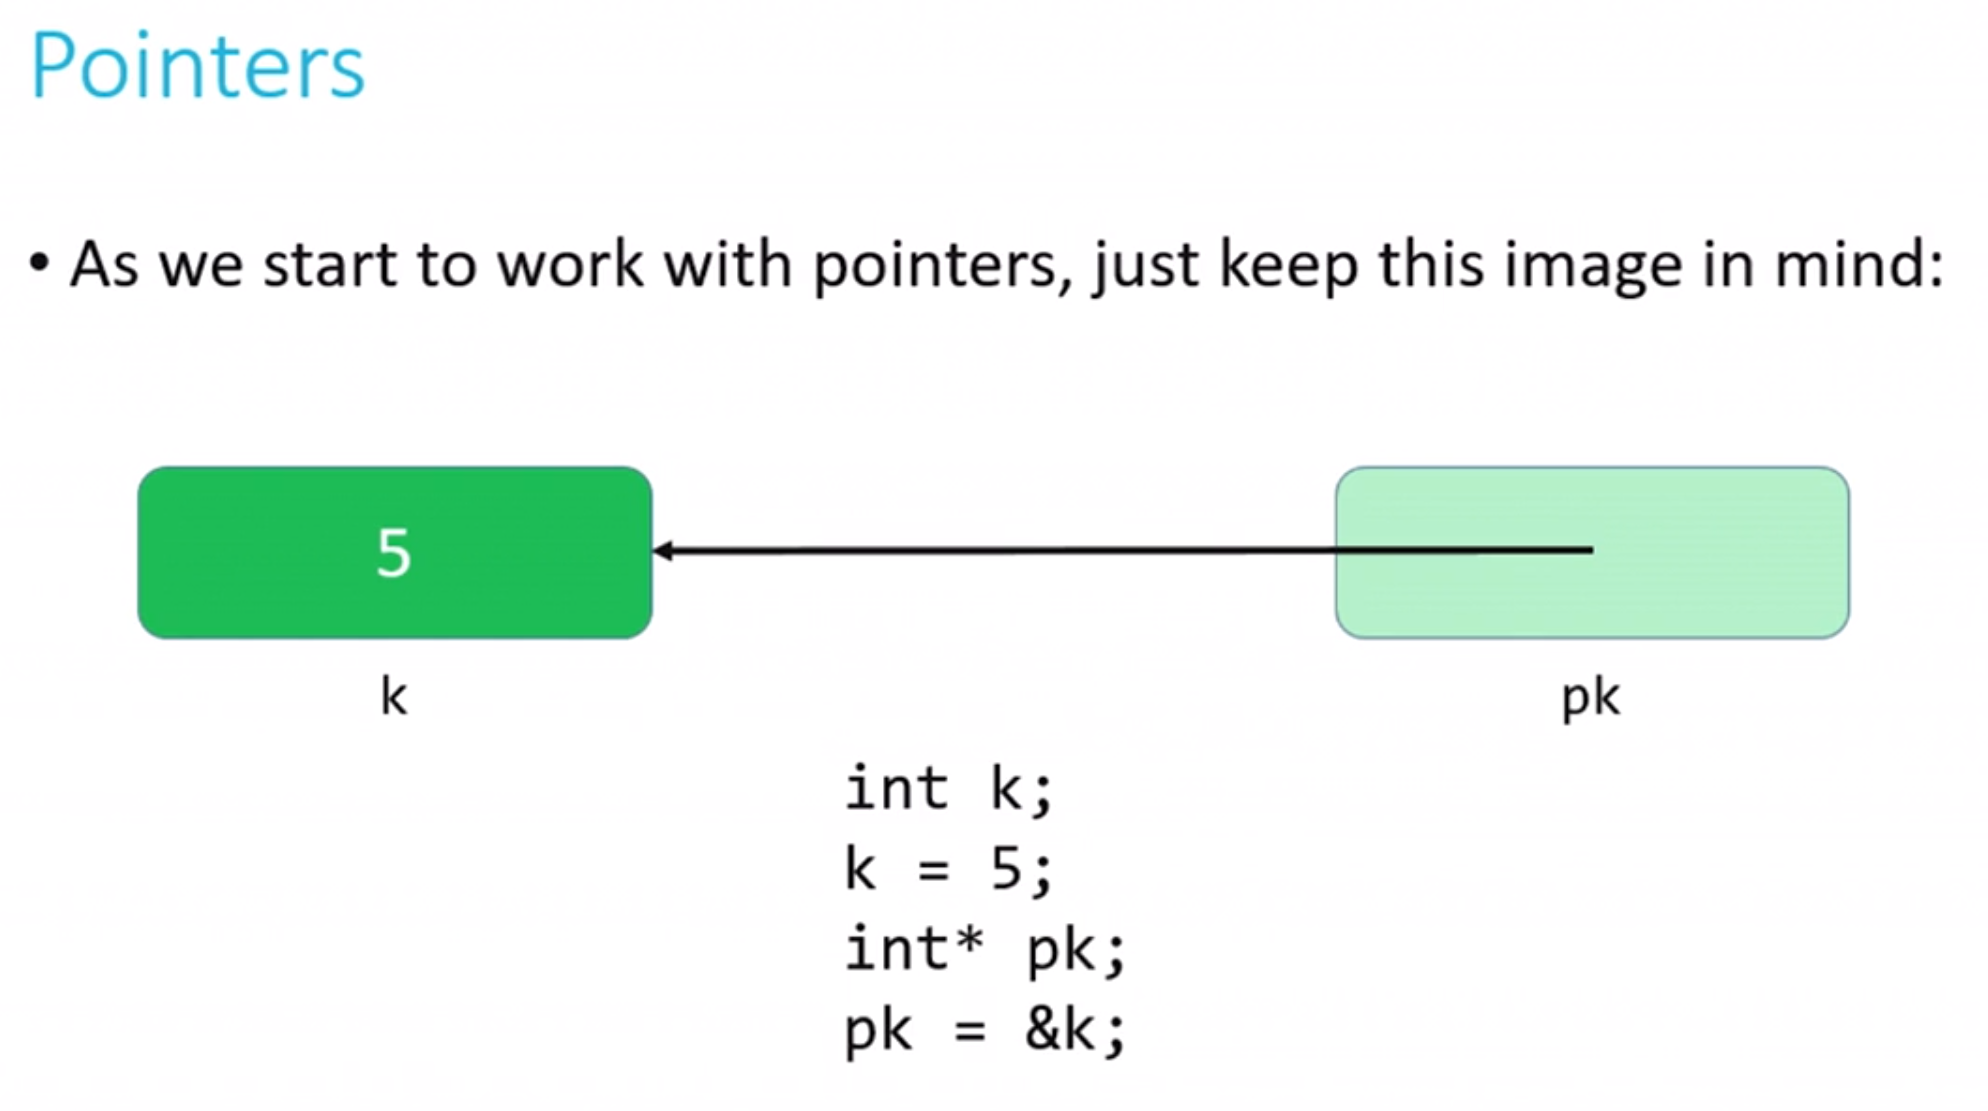 Pointers
• As we start to work with pointers, just keep this image in mind:
5
k
pk
int k;
k = 5;
int* pk;
pk = &k;